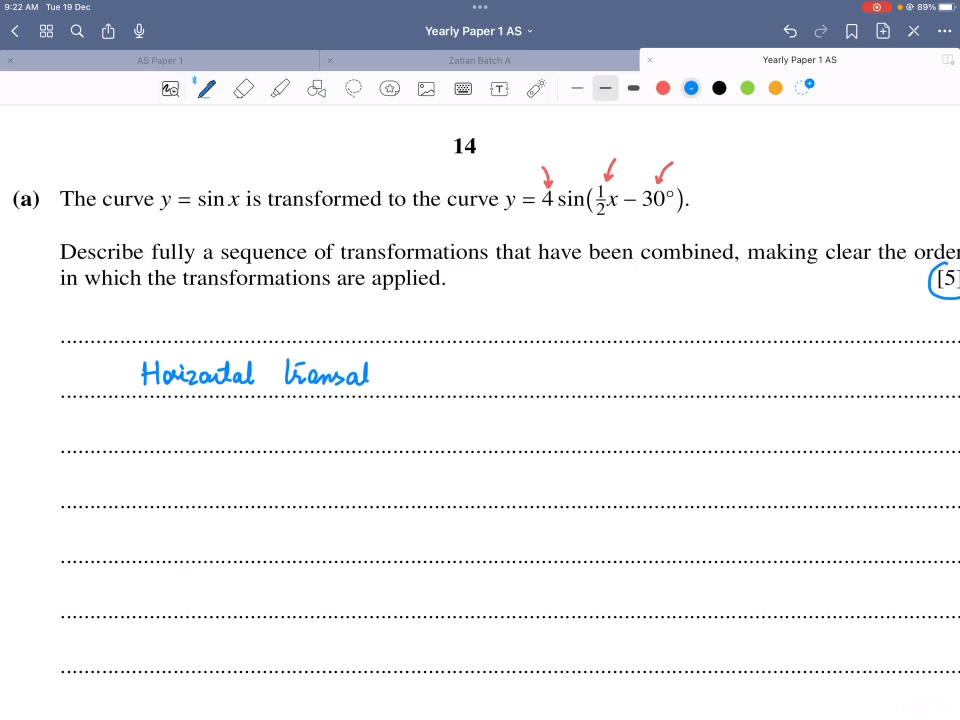 9:22 AM Tue 19 Dec
89%
Yearly Paper 1 AS
AS Paper 1
Zatian Batch A
Yearly Paper 1 AS
14
(a) The curve y = sin x is transformed to the curve y = 4 sin(½x − 30°).
Describe fully a sequence of transformations that have been combined, making clear the order
in which the transformations are applied.
[5]
Horizontal transal